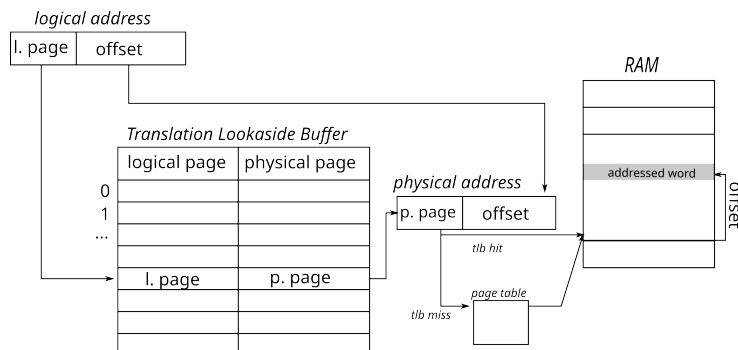 logical address
l. page offset
RAM
Translation Lookaside Buffer
logical page physical page
addressed word
physical address
0
1
...
p. page offset
offset
tlb hit
l. page p. page
page table
tlb miss